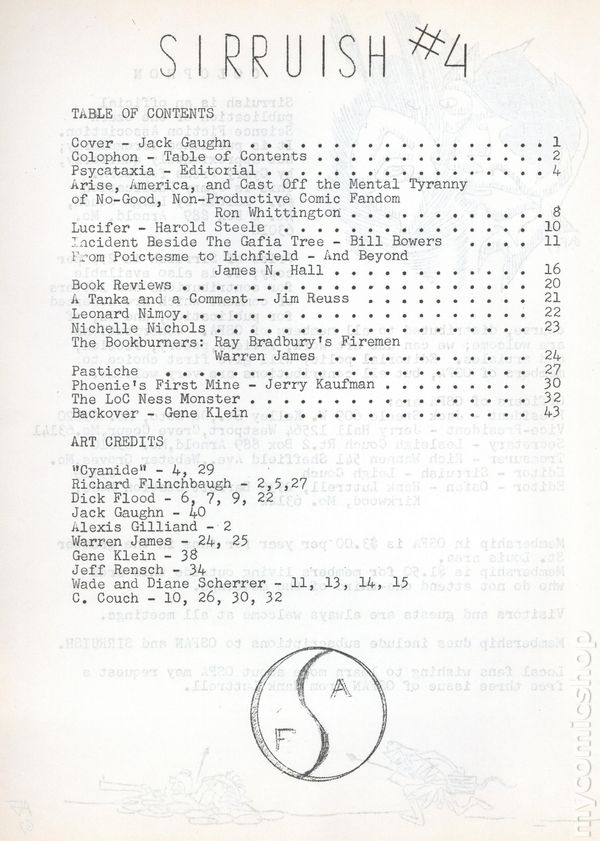 SIRRUISH #4
TABLE OF CONTENTS
Cover - Jack Gaughn . . . . . . . . . . . . . . . . . . . 1
Colophon - Table of Contents . . . . . . . . . . . . . . 2
Psycataxia - Editorial . . . . . . . . . . . . . . . . . 4
Arise, America, and Cast Off the Mental Tyranny
of No-Good, Non-Productive Comic Fandom
Ron Whittington . . . . . . . . . . . . . 8
Lucifer - Harold Steele . . . . . . . . . . . . . . . . 10
Incident Beside The Gafia Tree - Bill Bowers . . . . 11
From Poictesme to Lichfield - And Beyond
James N. Hall . . . . . . . . . . . . . . 16
Book Reviews . . . . . . . . . . . . . . . . . . . . . . 20
A Tanka and a Comment - Jim Reuss . . . . . . . . . . 21
Leonard Nimoy. . . . . . . . . . . . . . . . . . . . . . 22
Nichelle Nichols . . . . . . . . . . . . . . . . . . . . 23
The Bookburners: Ray Bradbury's Firemen
Warren James . . . . . . . . . . . . . . 24
Pastiche . . . . . . . . . . . . . . . . . . . . . . . . 27
Phoenie's First Mine - Jerry Kaufman . . . . . . . . . 30
The LoC Ness Monster . . . . . . . . . . . . . . . . . . 32
Backover - Gene Klein . . . . . . . . . . . . . . . . . 43
ART CREDITS
"Cyanide" - 4, 29
Richard Flinchbaugh - 2,5,27
Dick Flood - 6, 7, 9, 22
Jack Gaughn - 40
Alexis Gilliand - 2
Warren James - 24, 25
Gene Klein - 38
Jeff Rensch - 34
Wade and Diane Scherrer - 11, 13, 14, 15
C. Couch - 10, 26, 30, 32
A
F
mycomicshop